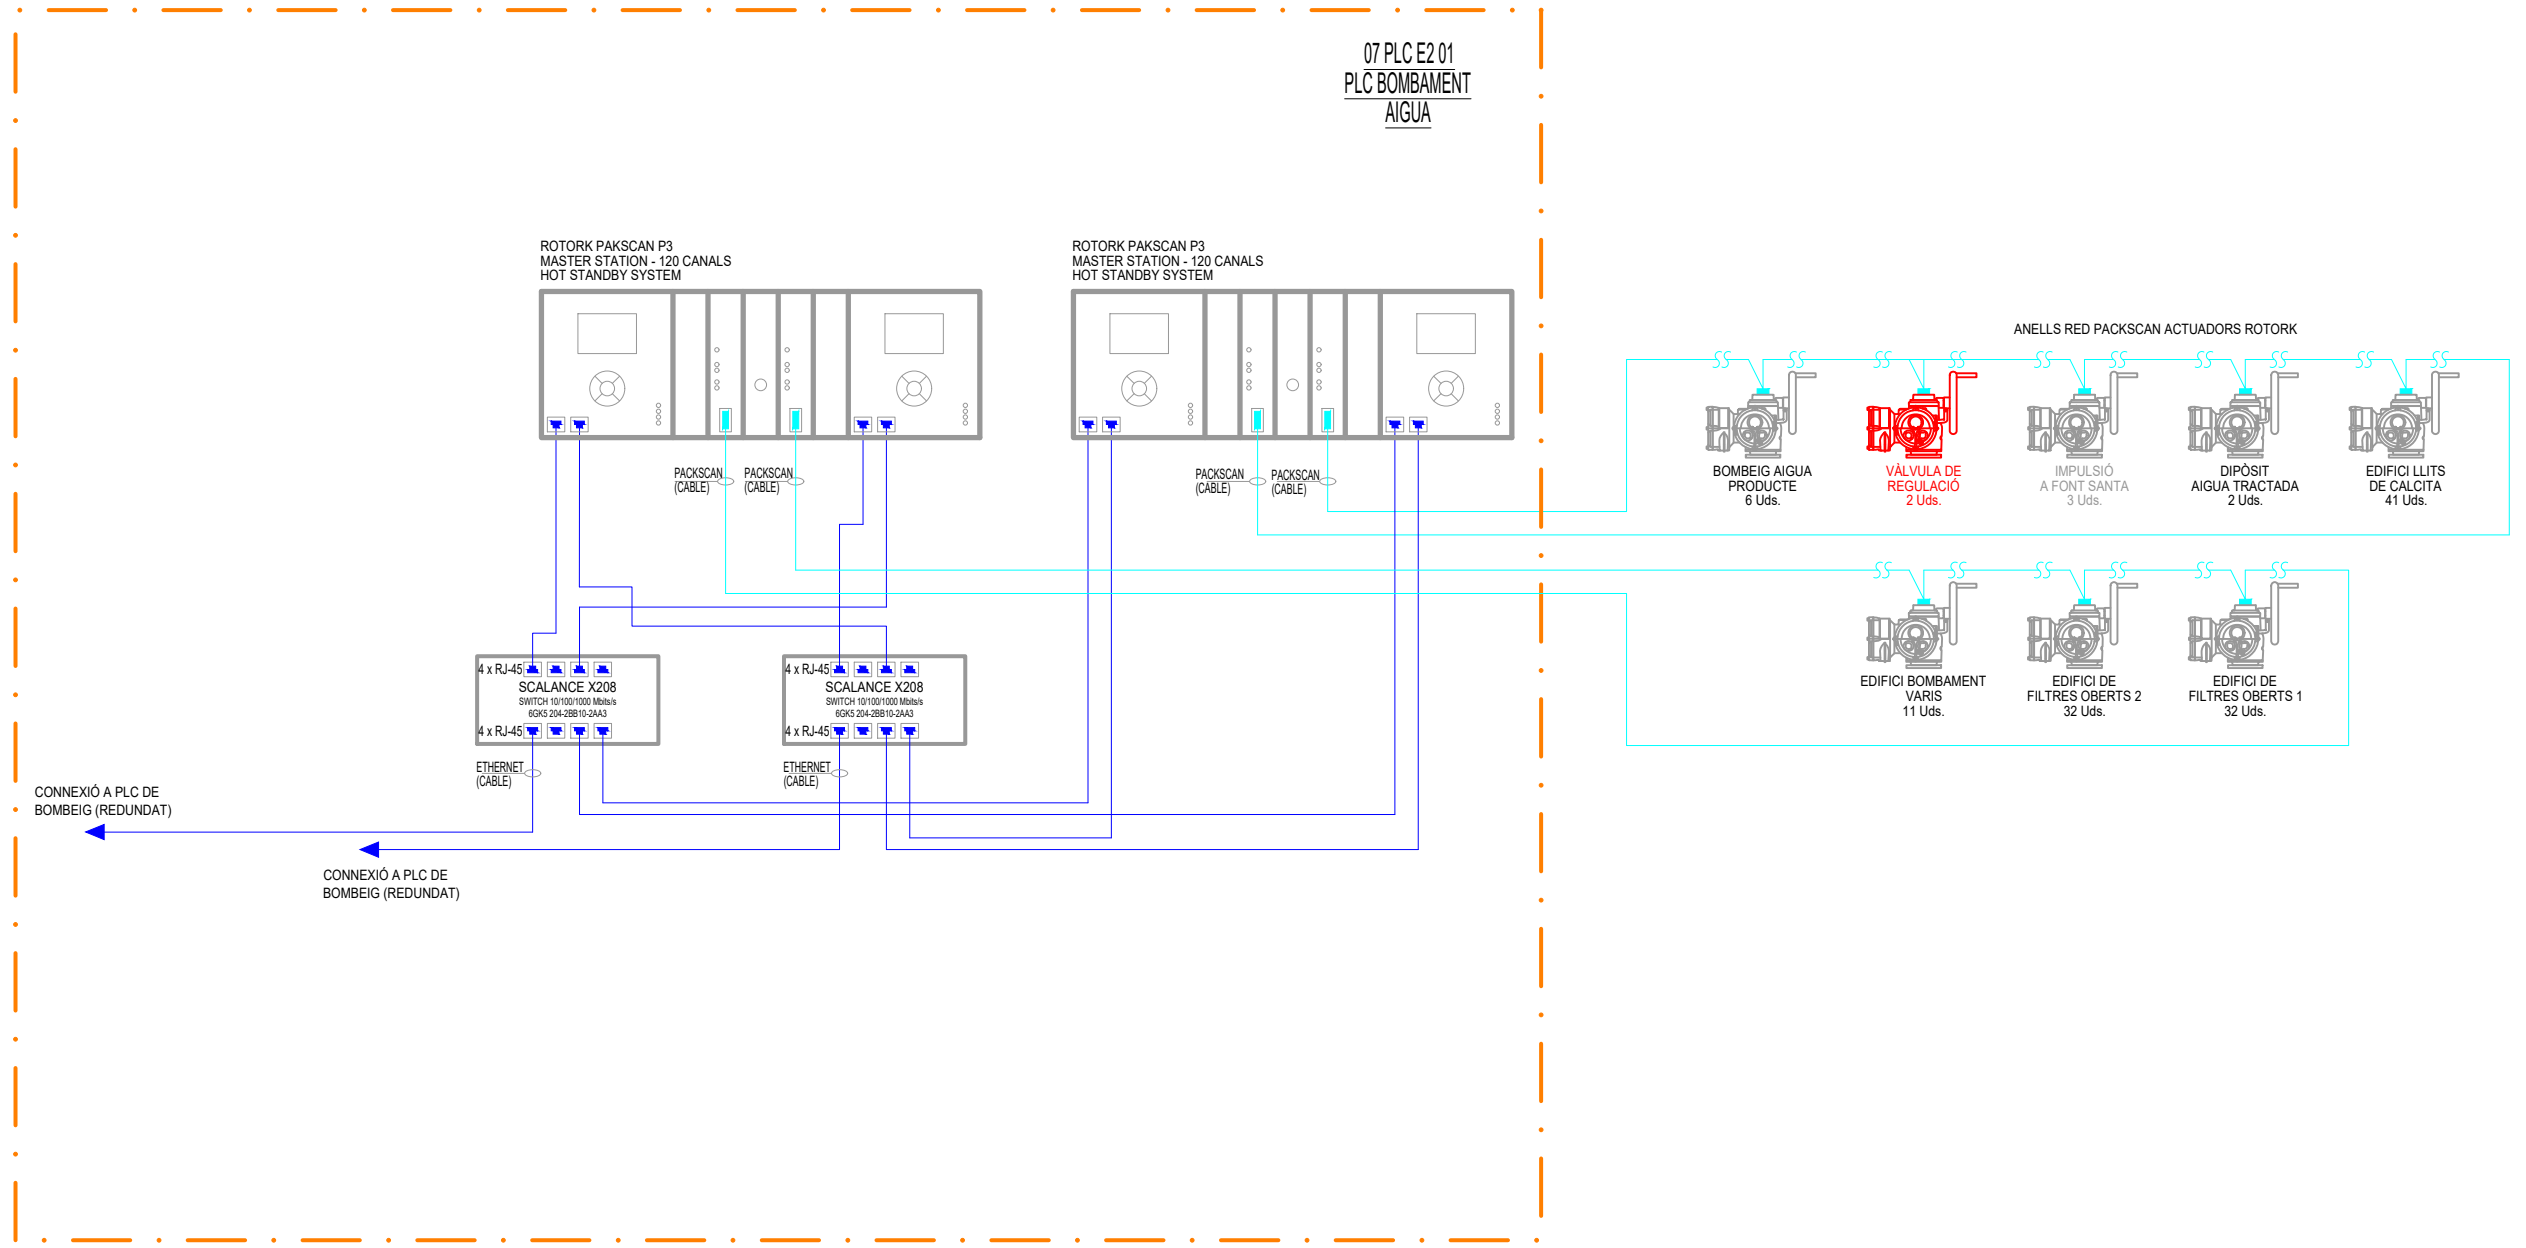 07 PLC E2 01
PLC BOMBAMENT
AIGUA
ROTORK PAKSCAN P3
MASTER STATION - 120 CANALS
HOT STANDBY SYSTEM
ROTORK PAKSCAN P3
MASTER STATION - 120 CANALS
HOT STANDBY SYSTEM
ANELLS RED PACKSCAN ACTUADORS ROTORK
PACKSCAN
(CABLE)
PACKSCAN
(CABLE)
PACKSCAN
(CABLE)
PACKSCAN
(CABLE)
BOMBEIG AIGUA
PRODUCTE
6 Uds.
VÀLVULA DE
REGULACIÓ
2 Uds.
IMPULSIÓ
A FONT SANTA
3 Uds.
DIPÒSIT
AIGUA TRACTADA
2 Uds.
EDIFICI LLITS
DE CALCITA
41 Uds.
EDIFICI BOMBAMENT
VARIS
11 Uds.
EDIFICI DE
FILTRES OBERTS 2
32 Uds.
EDIFICI DE
FILTRES OBERTS 1
32 Uds.
4 x RJ-45
SCALANCE X208
SWITCH 10/100/1000 Mbits/s
6GK5 204-2BB10-2AA3
4 x RJ-45
4 x RJ-45
SCALANCE X208
SWITCH 10/100/1000 Mbits/s
6GK5 204-2BB10-2AA3
4 x RJ-45
ETHERNET
(CABLE)
ETHERNET
(CABLE)
CONNEXIÓ A PLC DE
BOMBEIG (REDUNDAT)
CONNEXIÓ A PLC DE
BOMBEIG (REDUNDAT)